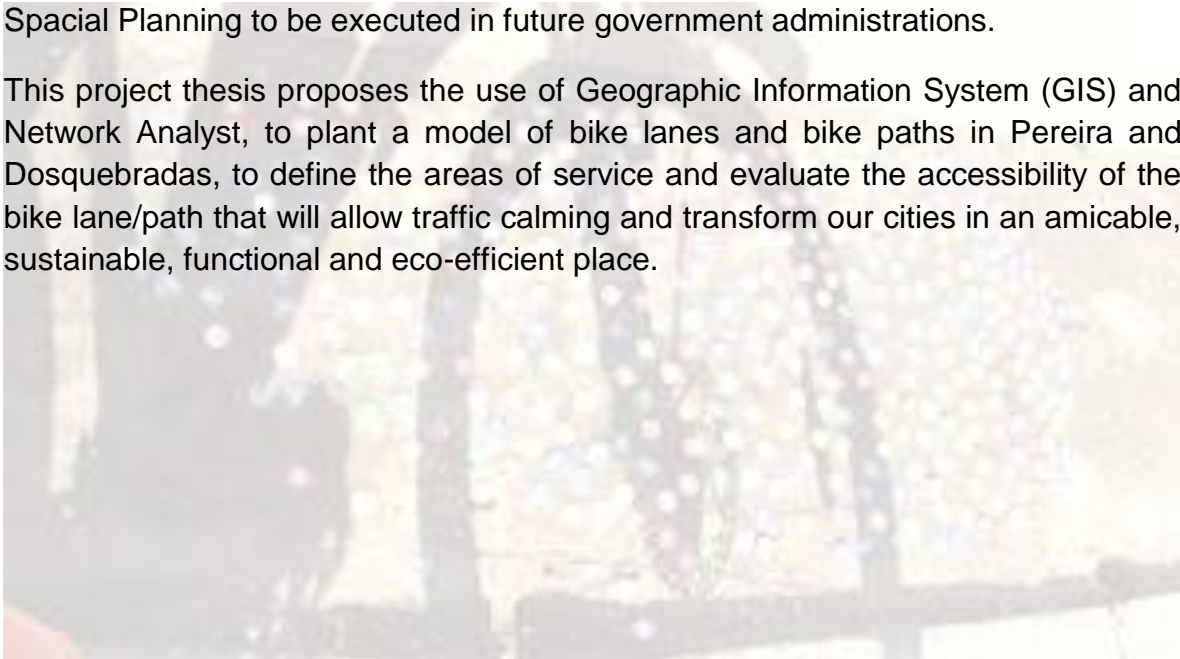 Spacial Planning to be executed in future government administrations.
This project thesis proposes the use of Geographic Information System (GIS) and
Network Analyst, to plant a model of bike lanes and bike paths in Pereira and
Dosquebradas, to define the areas of service and evaluate the accessibility of the
bike lane/path that will allow traffic calming and transform our cities in an amicable,
sustainable, functional and eco-efficient place.